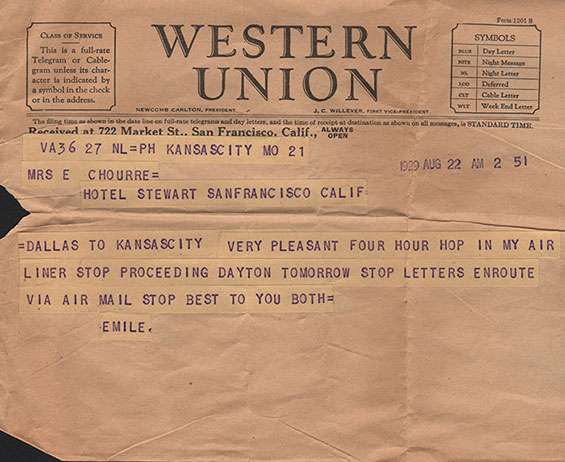 Form 1201 S
CLASS OF SERVICE
This is a full-rate
Telegram or Cable-
gram unless its char-
acter is indicated by
a symbol in the check
or in the address.
WESTERN
UNION
NEWCOMB CARLTON, PRESIDENT
J. C. WILLEVER, FIRST VICE-PRESIDENT
SYMBOLS
BLUE Day Letter
NITE Night Message
NL Night Letter
LCO Deferred
CLT Cable Letter
WLT Week End Letter
The filing time as shown in the date line on full-rate telegrams and day letters, and the time of receipt at destination as shown on all messages, is STANDARD TIME.
Received at 722 Market St., San Francisco, Calif., ALWAYS OPEN
VA36 27 NL=PH KANSASCITY MO 21
1929 AUG 22 AM 2 51
MRS E CHOURRE=
HOTEL STEWART SANFRANCISCO CALIF
=DALLAS TO KANSASCITY VERY PLEASANT FOUR HOUR HOP IN MY AIR
LINER STOP PROCEEDING DAYTON TOMORROW STOP LETTERS ENROUTE
VIA AIR MAIL STOP BEST TO YOU BOTH=
EMILE.